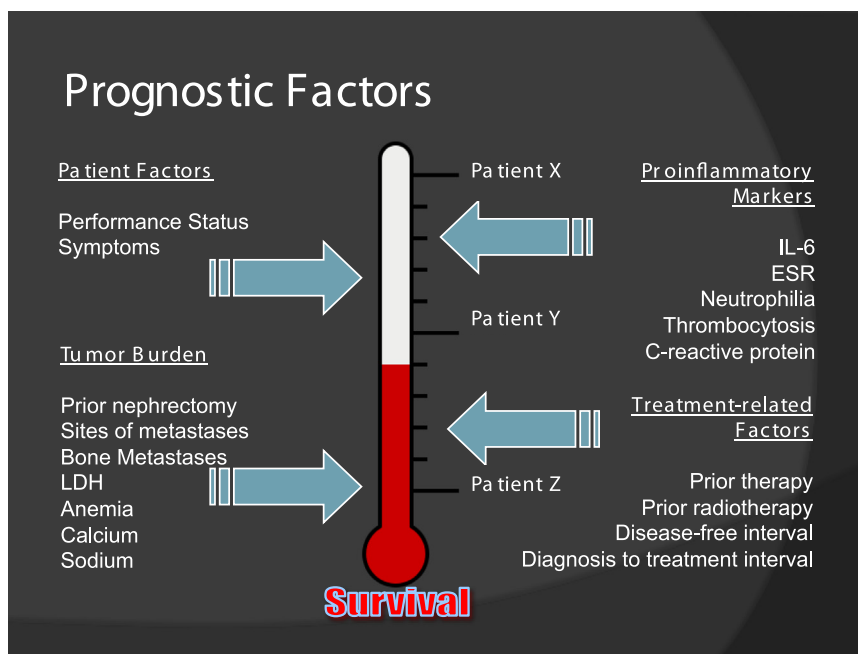 Prognostic Factors
Patient Factors
Performance Status
Symptoms
Tumor Burden
Prior nephrectomy
Sites of metastases
Bone Metastases
LDH
Anemia
Calcium
Sodium
Patient X
Patient Y
Patient Z
Survival
Proinflammatory
Markers
IL-6
ESR
Neutrophilia
Thrombocytosis
C-reactive protein
Treatment-related
Factors
Prior therapy
Prior radiotherapy
Disease-free interval
Diagnosis to treatment interval